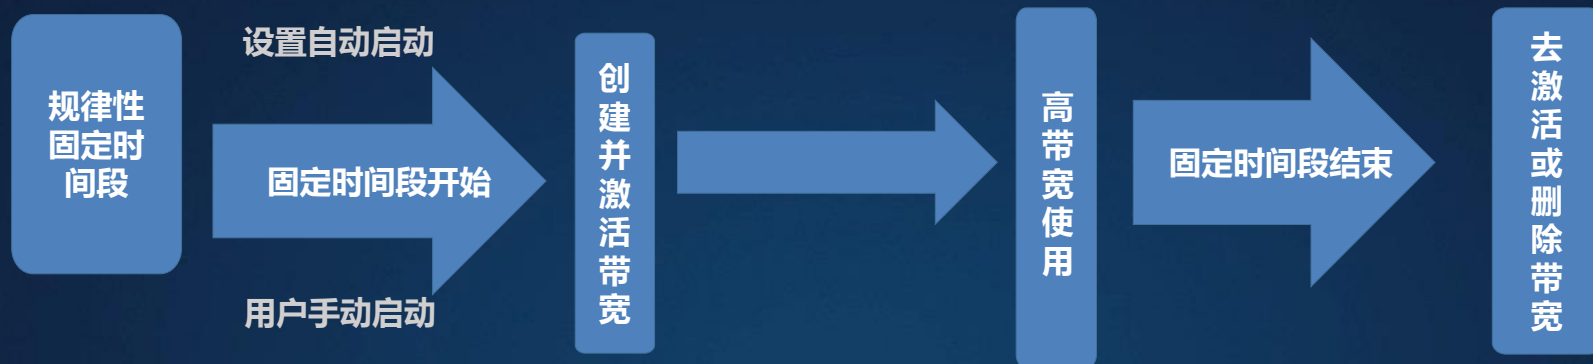 规律性
固定时
间段
设置自动启动
固定时间段开始
用户手动启动
创建并激活带宽
高带宽使用
固定时间段结束
去激活或删除带宽